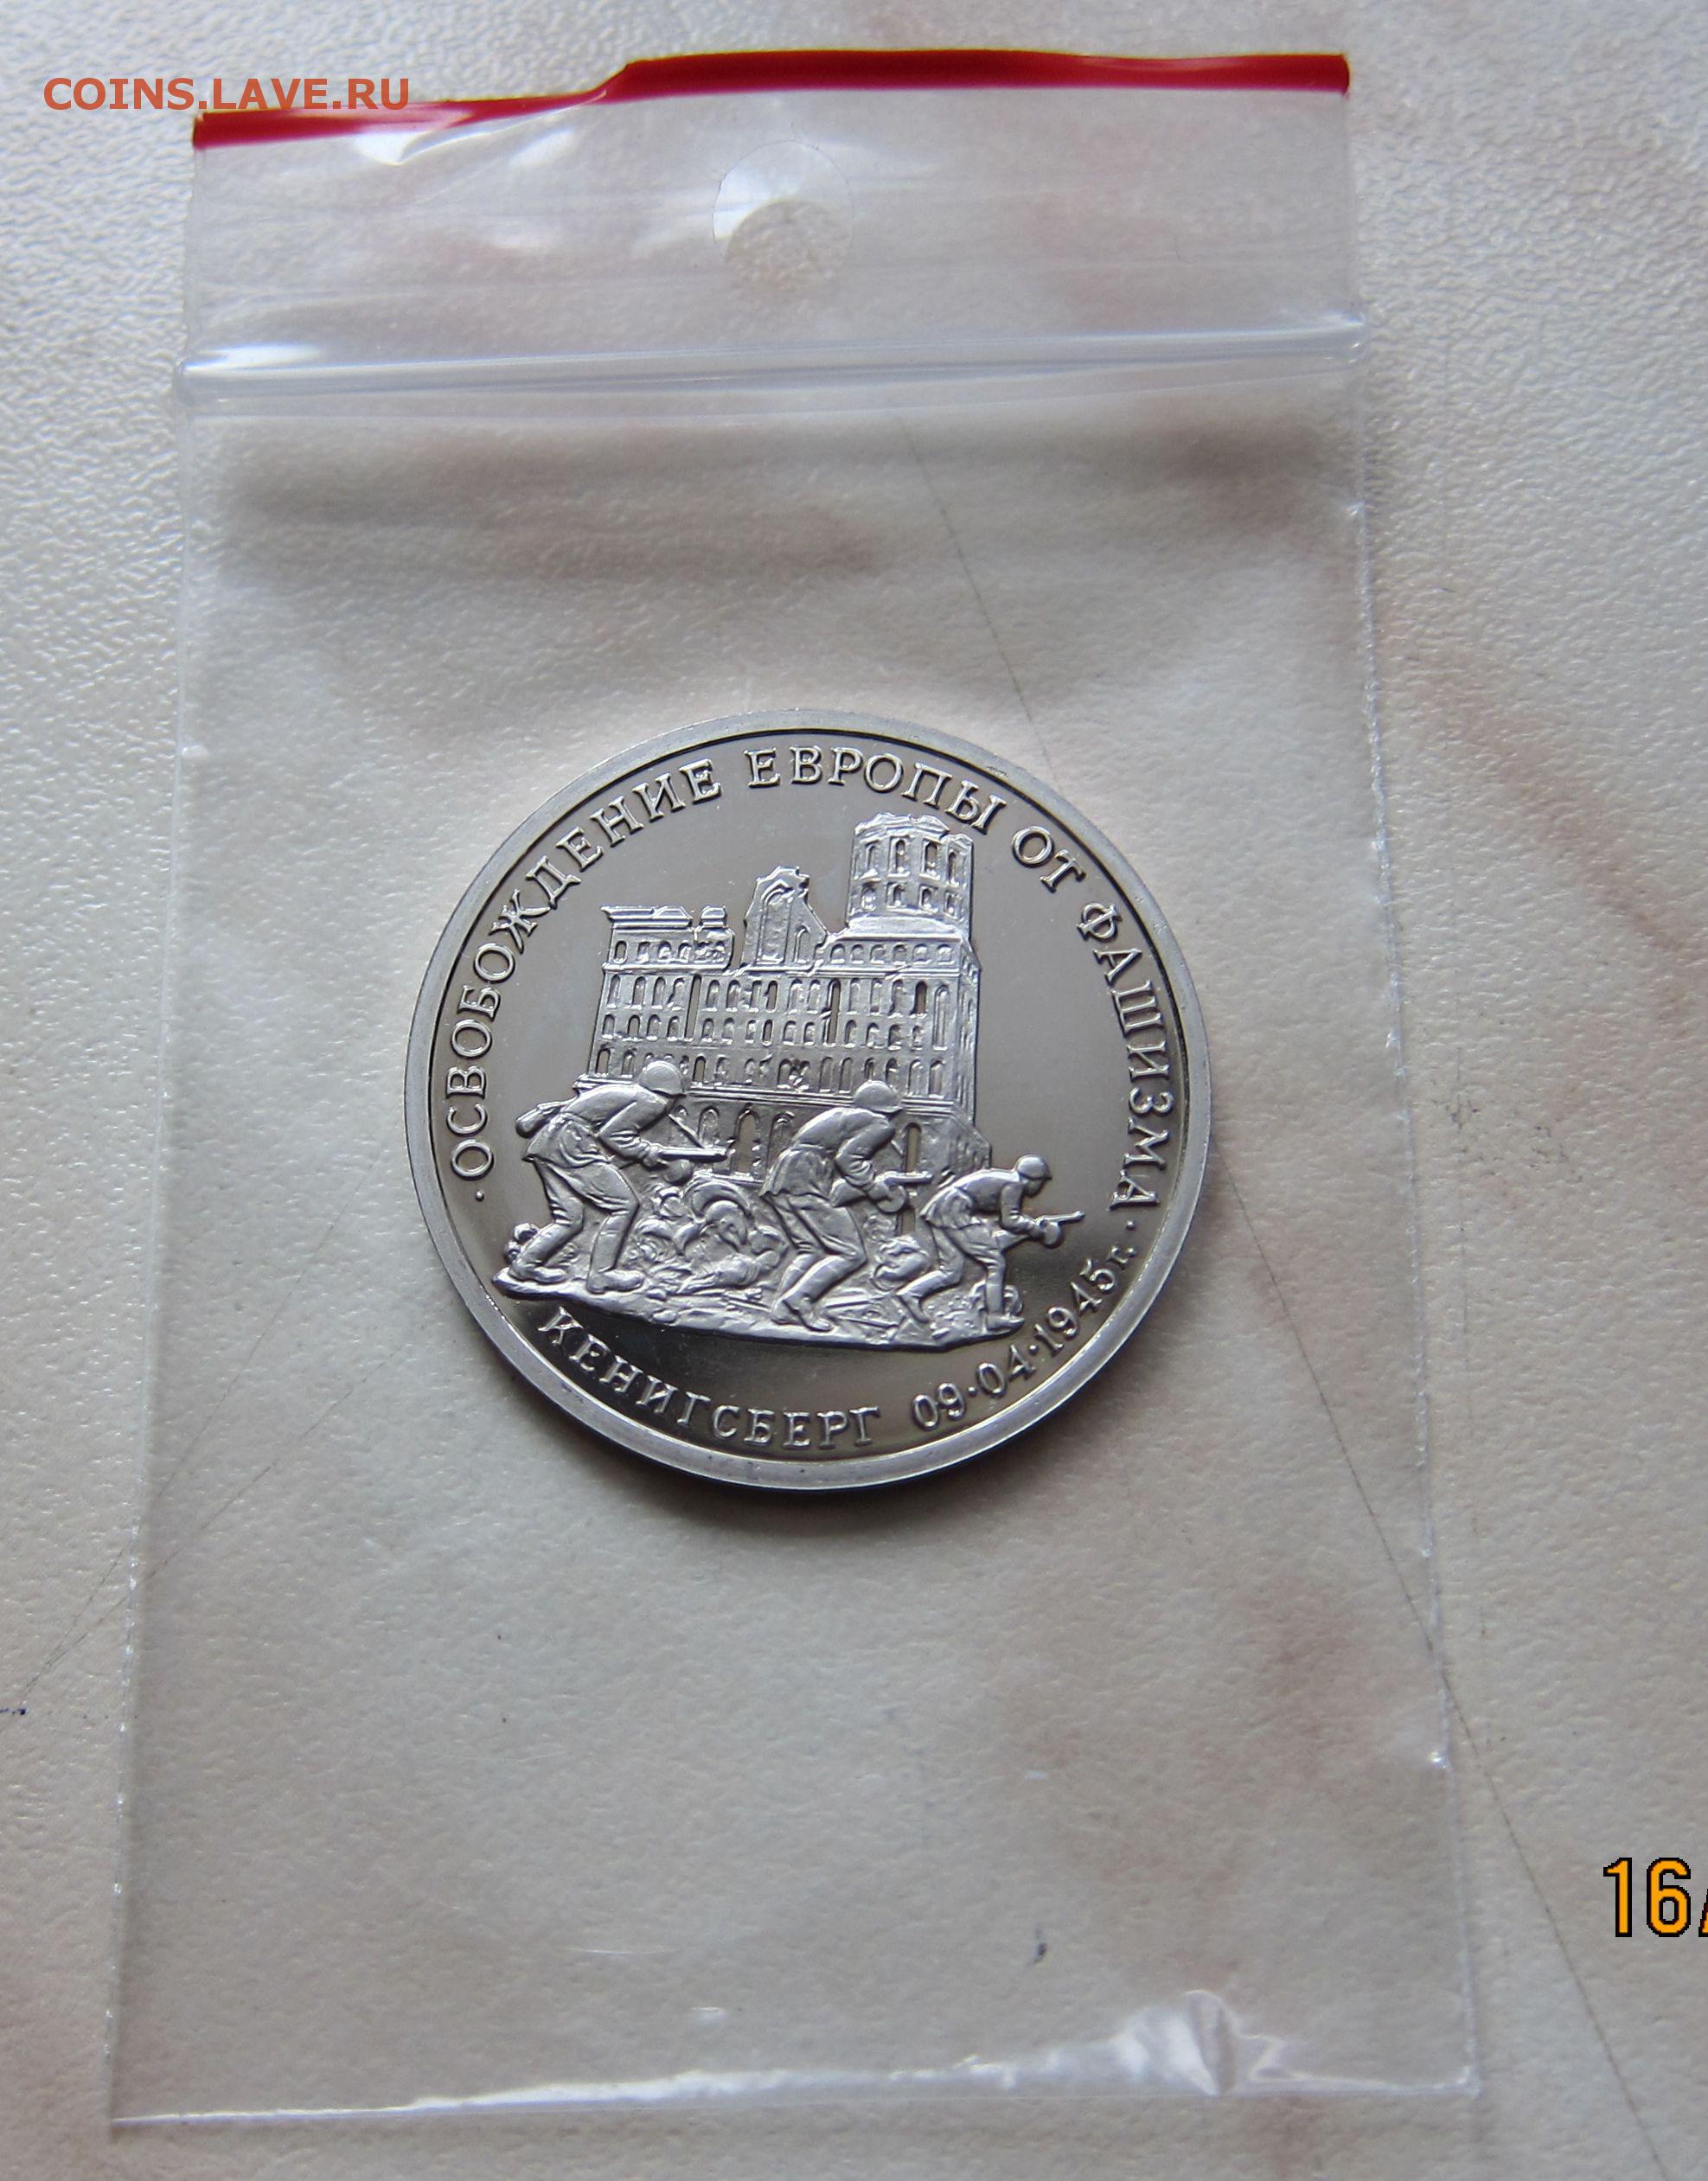 COINS.LAVE.RU
·ОСВОБОЖДЕНИЕ ЕВРОПЫ ОТ ФАШИЗМА·
КЕНИГСБЕРГ 09·04·1945г.
16/